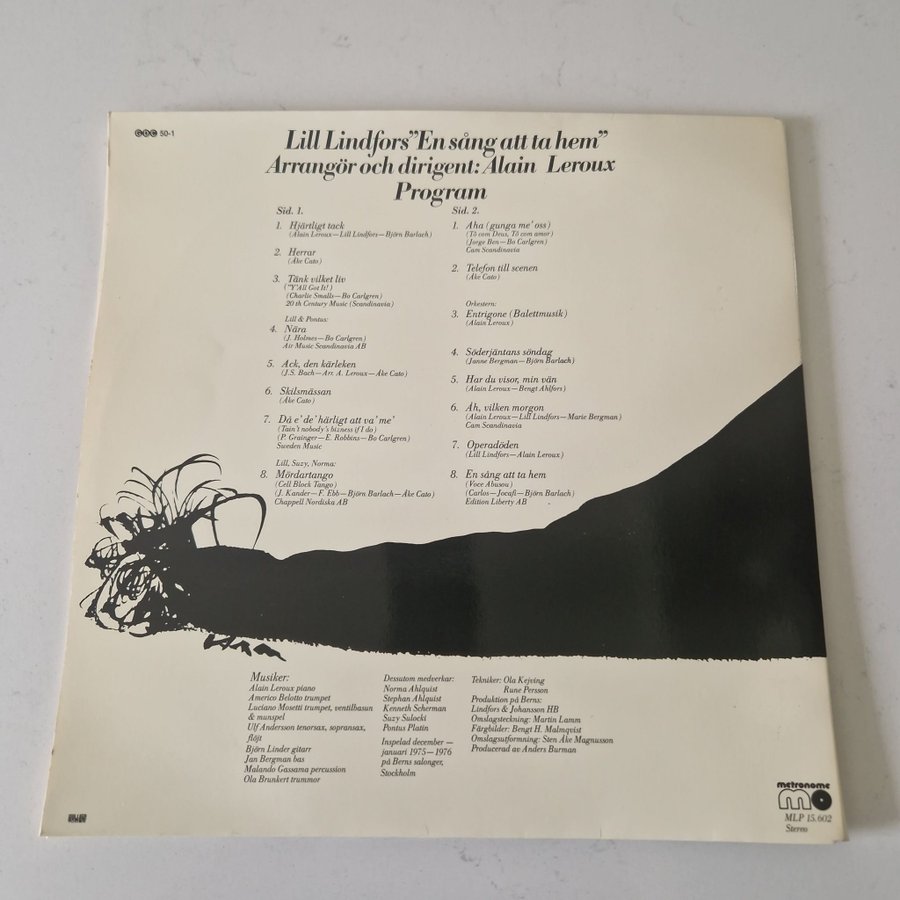 GDC 50-1
Lill Lindfors"En sång att ta hem"
Arrangör och dirigent: Alain Leroux
Program
Sid. 1.
1. Hjärtligt tack
(Alain Leroux—Lill Lindfors—Björn Barlach)
2. Herrar
(Åke Cato)
3. Tänk vilket liv
("Y'All Got It!)
(Charlie Smalls—Bo Carlgren)
20 th Century Music (Scandinavia)
Lill & Pontus:
4. Nära
(J. Holmes—Bo Carlgren)
Air Music Scandinavia AB
5. Ack, den kärleken
(J.S. Bach—Arr. A. Leroux—Åke Cato)
6. Skilsmässan
(Åke Cato)
7. Då e' de' härligt att va' me'
(Tain't nobody's bizness if I do)
(P. Grainger—E. Robbins—Bo Carlgren)
Sweden Music
Lill, Suzy, Norma:
8. Mördartango
(Cell Block Tango)
(J. Kander—F. Ebb—Björn Barlach—Åke Cato)
Chappell Nordiska AB
Sid. 2.
1. Aha (gunga me' oss)
(Tô com Deus, Tô com amor)
(Jorge Ben—Bo Carlgren)
Cam Scandinavia
2. Telefon till scenen
(Åke Cato)
Orkestern:
3. Entrigone (Balettmusik)
(Alain Leroux)
4. Söderjäntans söndag
(Janne Bergman—Björn Barlach)
5. Har du visor, min vän
(Alain Leroux—Bengt Ahlfors)
6. Åh, vilken morgon
(Alain Leroux—Lill Lindfors—Marie Bergman)
Cam Scandinavia
7. Operadöden
(Lill Lindfors—Alain Leroux)
8. En sång att ta hem
(Voce Abusou)
(Carlos—Jocafi—Björn Barlach)
Edition Liberty AB
Musiker:
Alain Leroux piano
Americo Belotto trumpet
Luciano Mosetti trumpet, ventilbasun
& munspel
Ulf Andersson tenorsax, sopransax,
flöjt
Björn Linder gitarr
Jan Bergman bas
Malando Gassama percussion
Ola Brunkert trummor
Dessutom medverkar:
Norma Ahlquist
Stephan Ahlquist
Kenneth Scherman
Suzy Sulocki
Pontus Platin
Inspelad december —
januari 1975—1976
på Berns salonger,
Stockholm
Tekniker: Ola Kejving
Rune Persson
Produktion på Berns:
Lindfors & Johansson HB
Omslagsteckning: Martin Lamm
Färgbilder: Bengt H. Malmqvist
Omslagsutformning: Sten Åke Magnusson
Producerad av Anders Burman
metronome
MLP 15.602
Stereo